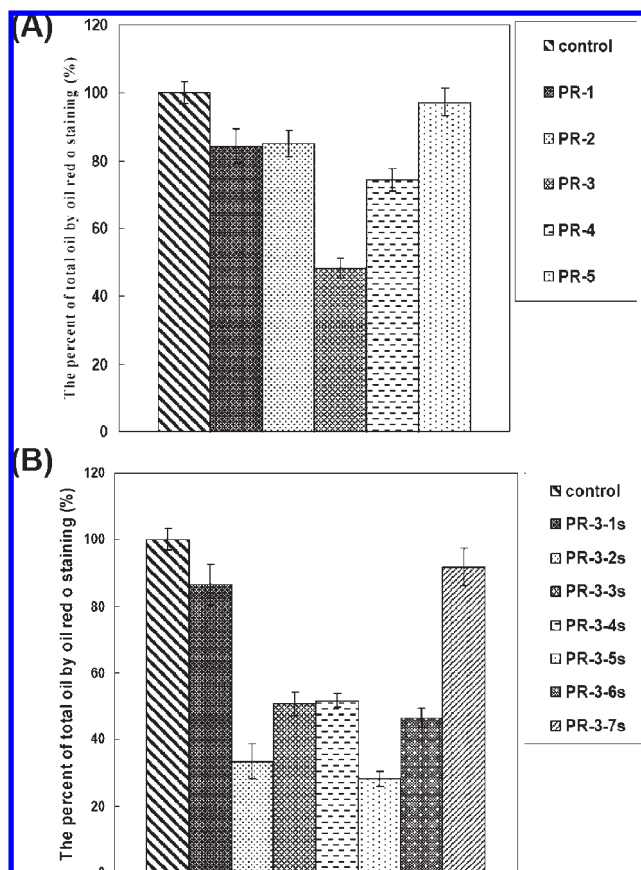 (A)
The percent of total oil by oil red o staining (%)
120
100
80
60
40
20
0
control
PR-1
PR-2
PR-3
PR-4
PR-5
(B)
The percent of total oil by oil red o staining (%)
120
100
80
60
40
20
0
control
PR-3-1s
PR-3-2s
PR-3-3s
PR-3-4s
PR-3-5s
PR-3-6s
PR-3-7s